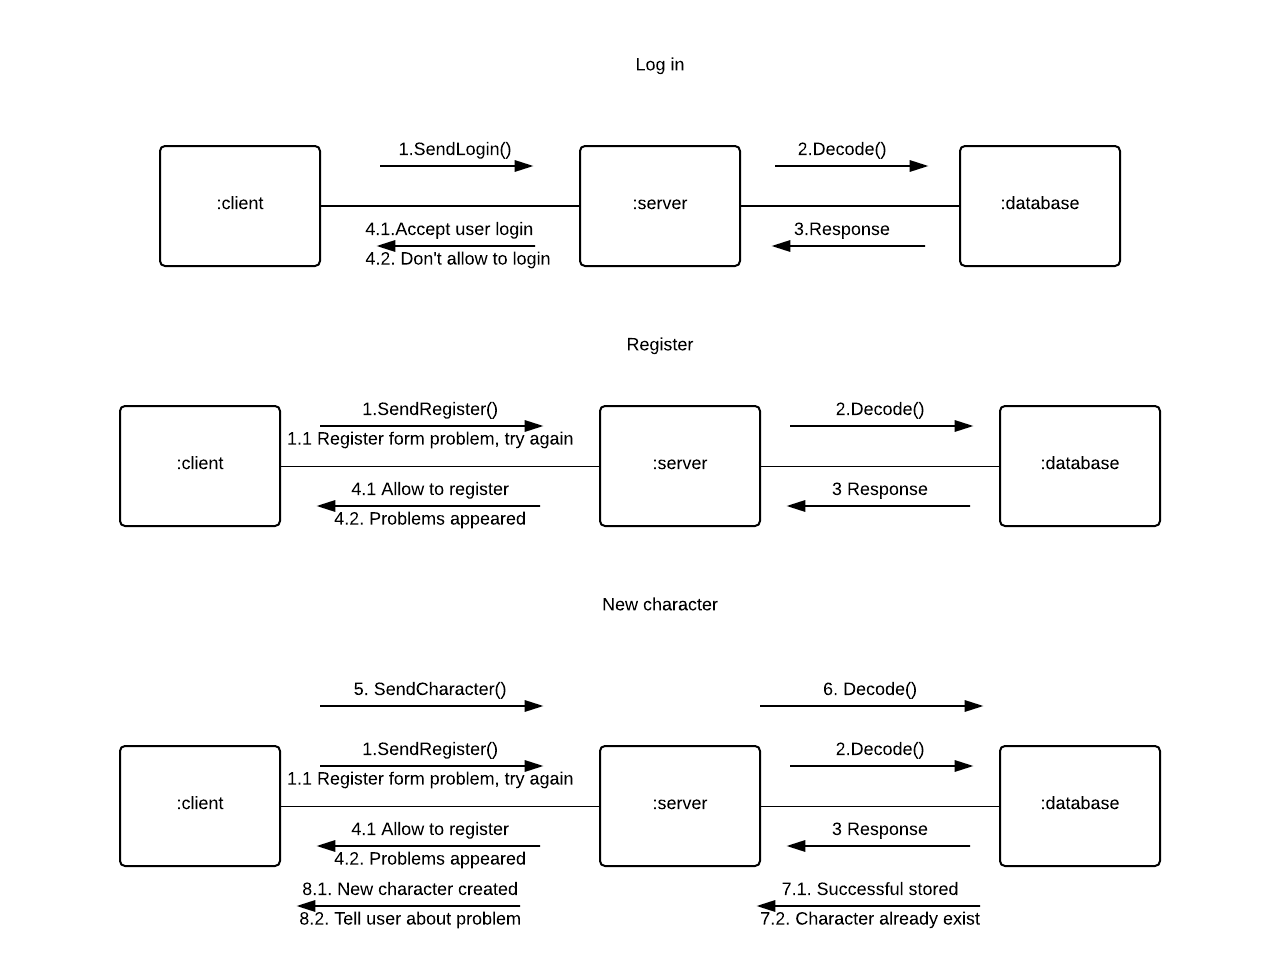 Log in
1.SendLogin()
2.Decode()
:client
:server
:database
4.1.Accept user login
3.Response
4.2. Don't allow to login
Register
1.SendRegister()
2.Decode()
1.1 Register form problem, try again
:client
:server
:database
4.1 Allow to register
3 Response
4.2. Problems appeared
New character
5. SendCharacter()
6. Decode()
1.SendRegister()
2.Decode()
1.1 Register form problem, try again
:client
:server
:database
4.1 Allow to register
3 Response
4.2. Problems appeared
8.1. New character created
7.1. Successful stored
8.2. Tell user about problem
7.2. Character already exist